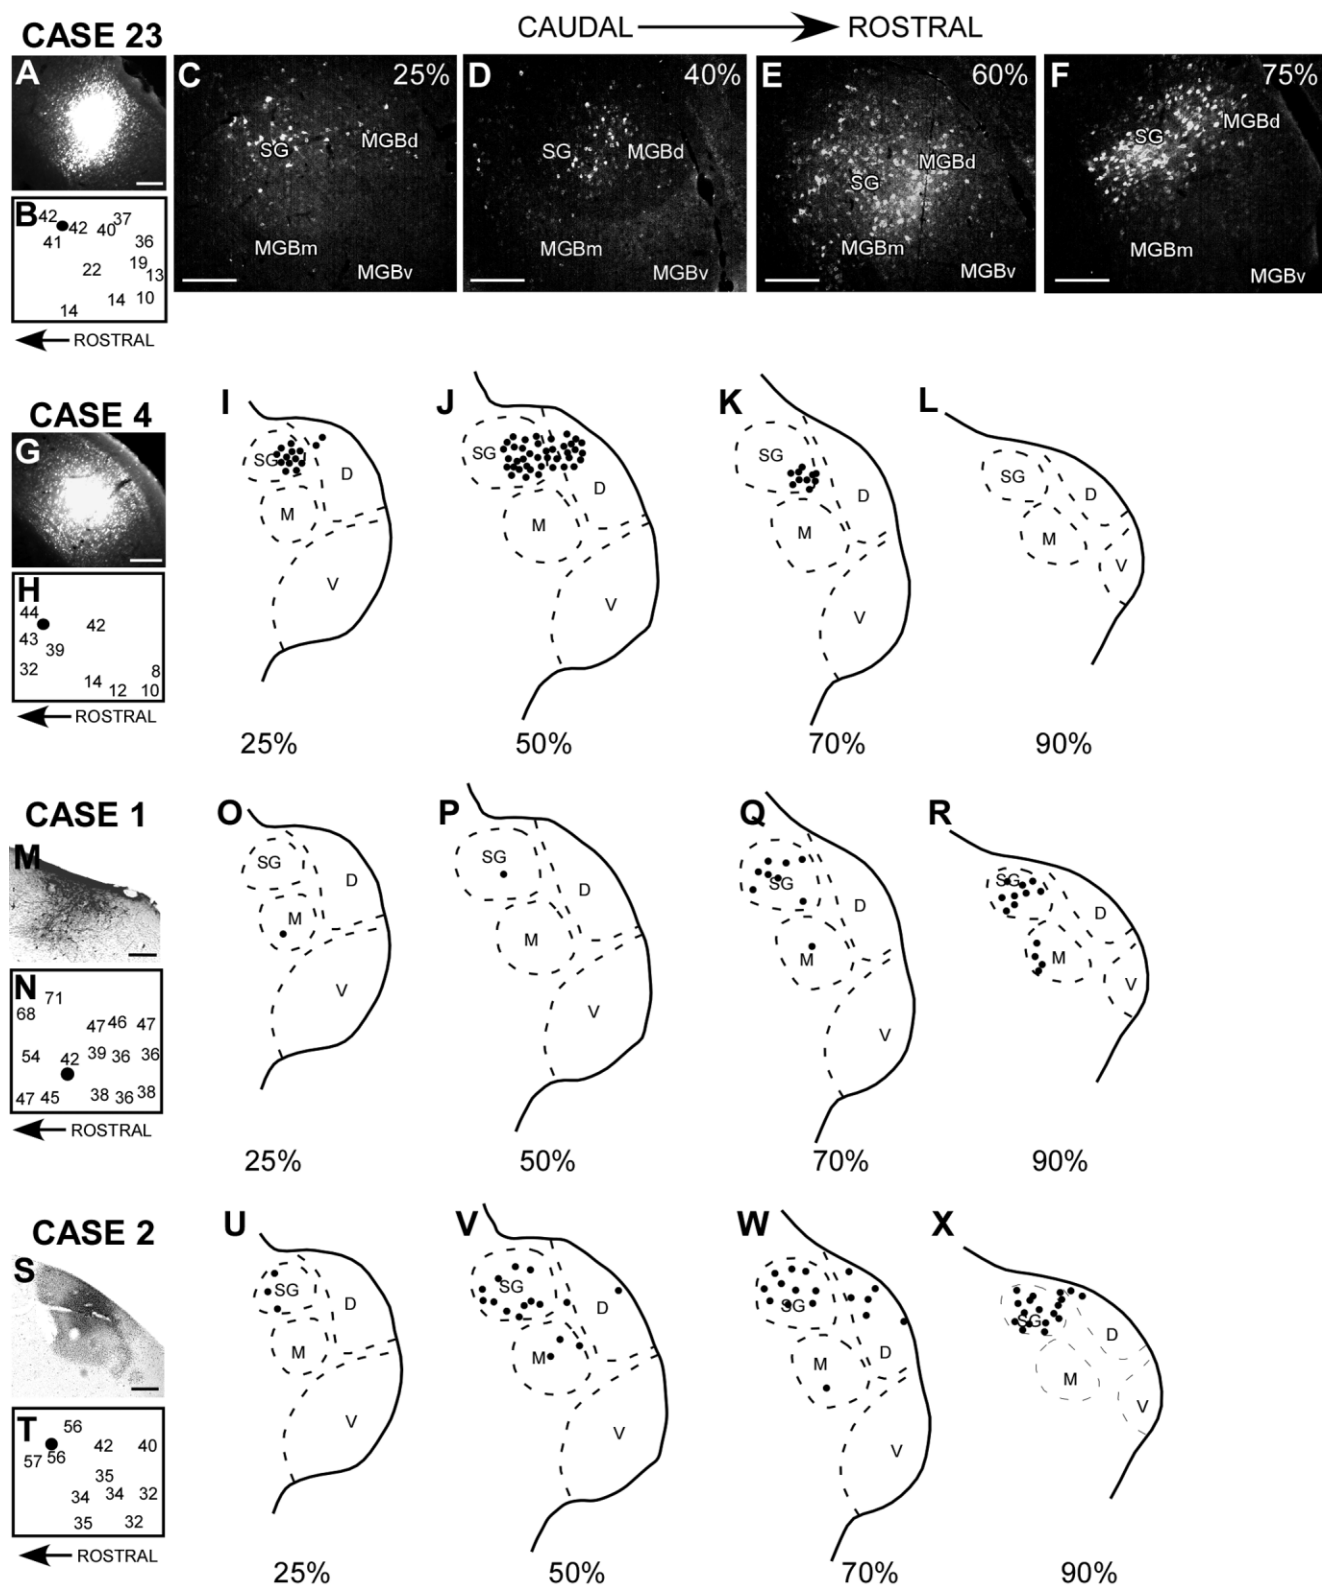 CAUDAL ROSTRAL
CASE 23
A
C 25%
SG
MGBd
MGBm
MGBv
D 40%
SG
MGBd
MGBm
MGBv
E 60%
MGBd
SG
MGBm
MGBv
F 75%
MGBd
SG
MGBm
MGBv
B
42 42 40 37
41 36
22 19 13
14 14 10
ROSTRAL
CASE 4
G
H
44 42
43 39
32 8
14 12 10
ROSTRAL
I
SG
D
M
V
25%
J
SG
D
M
V
50%
K
SG
D
M
V
70%
L
SG
D
M
V
90%
CASE 1
M
N
71
68
47 46 47
54 42 39 36 36
47 45 38 36 38
ROSTRAL
O
SG
D
M
V
25%
P
SG
D
M
V
50%
Q
SG
D
M
V
70%
R
SG
D
M
V
90%
CASE 2
S
T
56
57 56 42 40
35
34 34 32
35 32
ROSTRAL
U
SG
D
M
V
25%
V
SG
D
M
V
50%
W
SG
D
M
V
70%
X
SG
D
M
V
90%